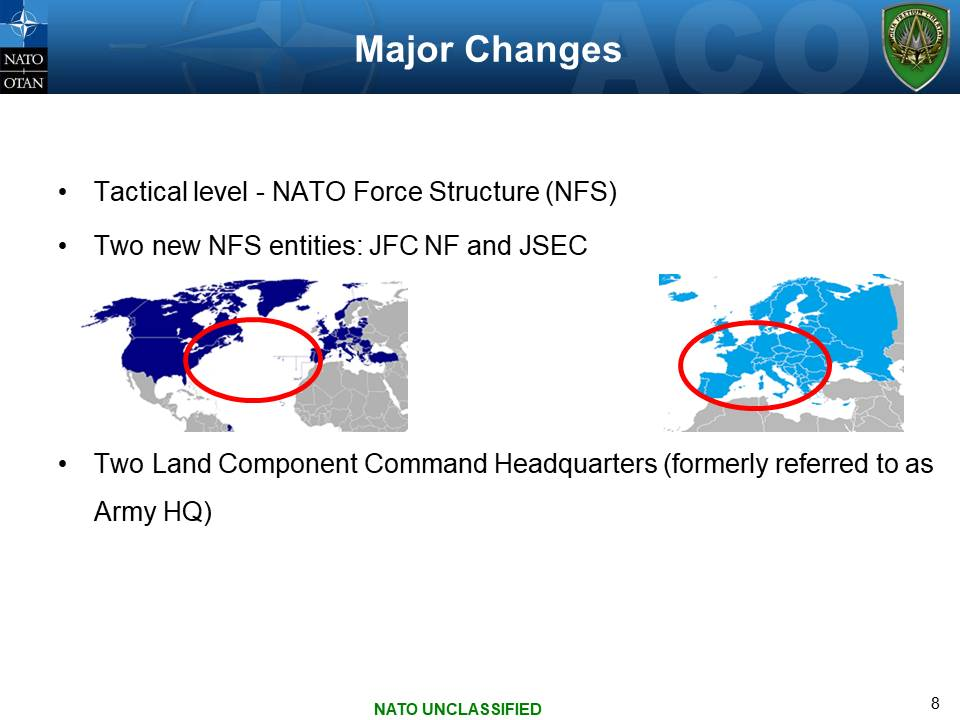 NATO
OTAN
Major Changes
ACO
• Tactical level - NATO Force Structure (NFS)
• Two new NFS entities: JFC NF and JSEC
• Two Land Component Command Headquarters (formerly referred to as
Army HQ)
NATO UNCLASSIFIED
8